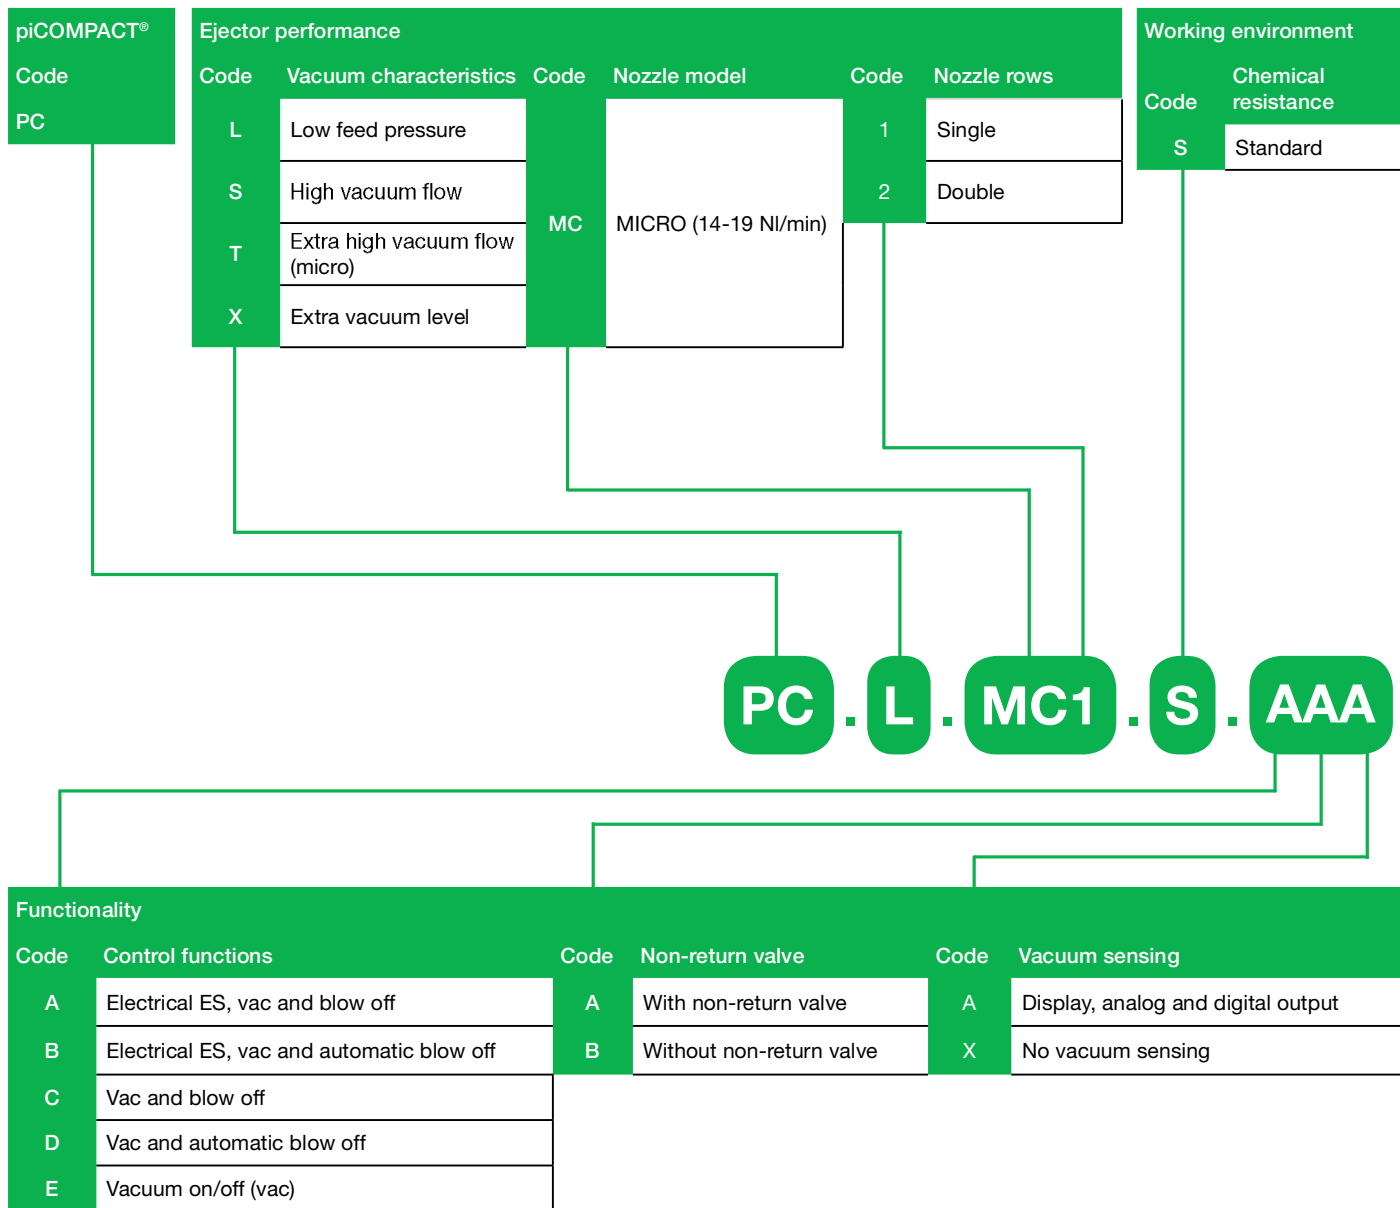 piCOMPACT®
Code
PC
Ejector performance
Code Vacuum characteristics Code Nozzle model Code Nozzle rows
L Low feed pressure
S High vacuum flow
T Extra high vacuum flow
(micro)
X Extra vacuum level
MC MICRO (14-19 Nl/min)
1 Single
2 Double
Working environment
Code Chemical
resistance
S Standard
PC . L . MC1 . S . AAA
Functionality
Code Control functions Code Non-return valve Code Vacuum sensing
A Electrical ES, vac and blow off A With non-return valve A Display, analog and digital output
B Electrical ES, vac and automatic blow off B Without non-return valve X No vacuum sensing
C Vac and blow off
D Vac and automatic blow off
E Vacuum on/off (vac)